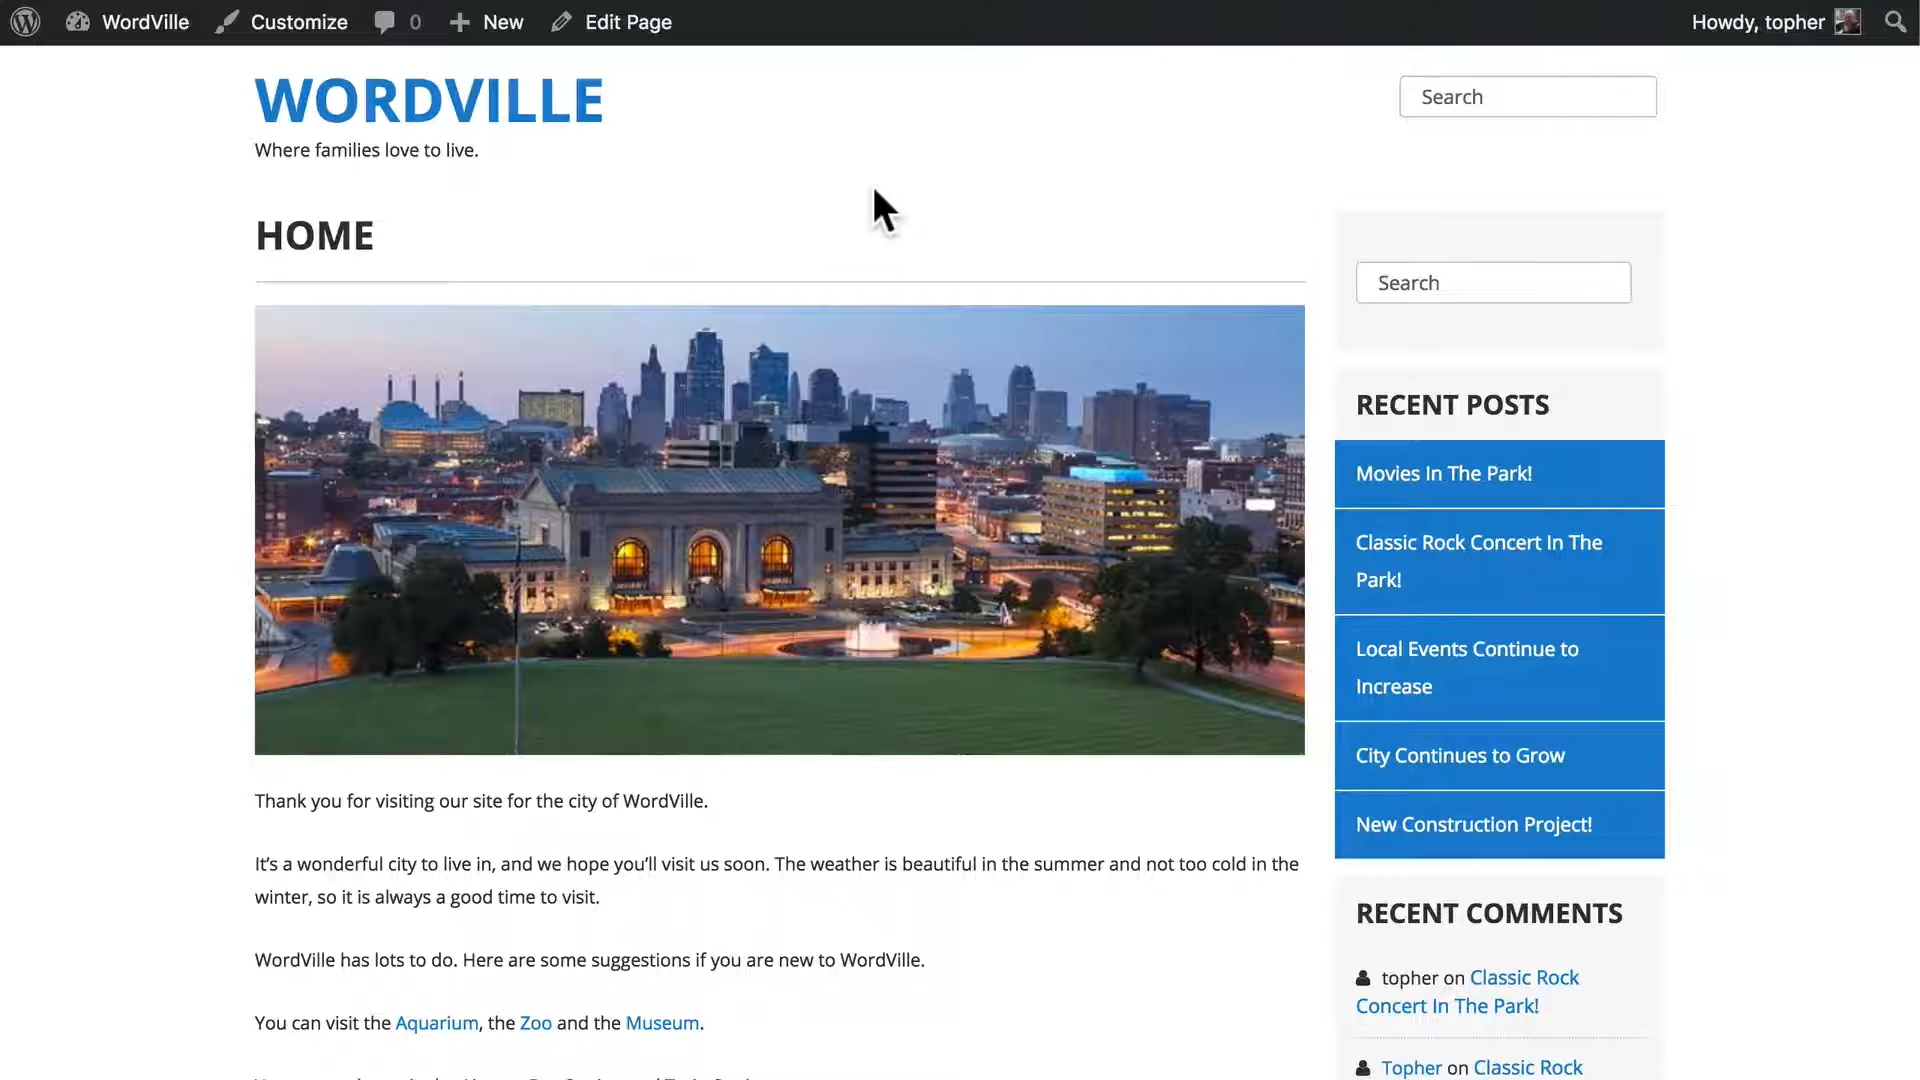 WordVille Customize 0 New Edit Page Howdy, topher
WORDVILLE
Search
Where families love to live.
HOME
Search
RECENT POSTS
Movies In The Park!
Classic Rock Concert In The
Park!
Local Events Continue to
Increase
City Continues to Grow
New Construction Project!
Thank you for visiting our site for the city of WordVille.
It’s a wonderful city to live in, and we hope you’ll visit us soon. The weather is beautiful in the summer and not too cold in the
winter, so it is always a good time to visit.
WordVille has lots to do. Here are some suggestions if you are new to WordVille.
You can visit the Aquarium, the Zoo and the Museum.
RECENT COMMENTS
topher on Classic Rock
Concert In The Park!
Topher on Classic Rock